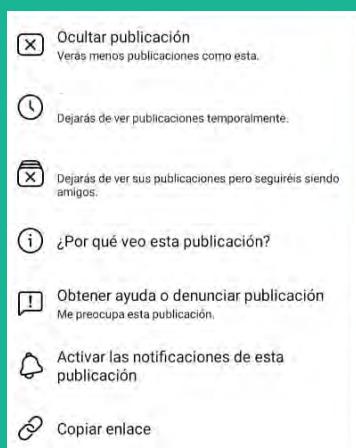 Ocultar publicación
Verás menos publicaciones como esta.
Dejarás de ver publicaciones temporalmente.
Dejarás de ver sus publicaciones pero seguiréis siendo
amigos.
¿Por qué veo esta publicación?
Obtener ayuda o denunciar publicación
Me preocupa esta publicación.
Activar las notificaciones de esta
publicación
Copiar enlace